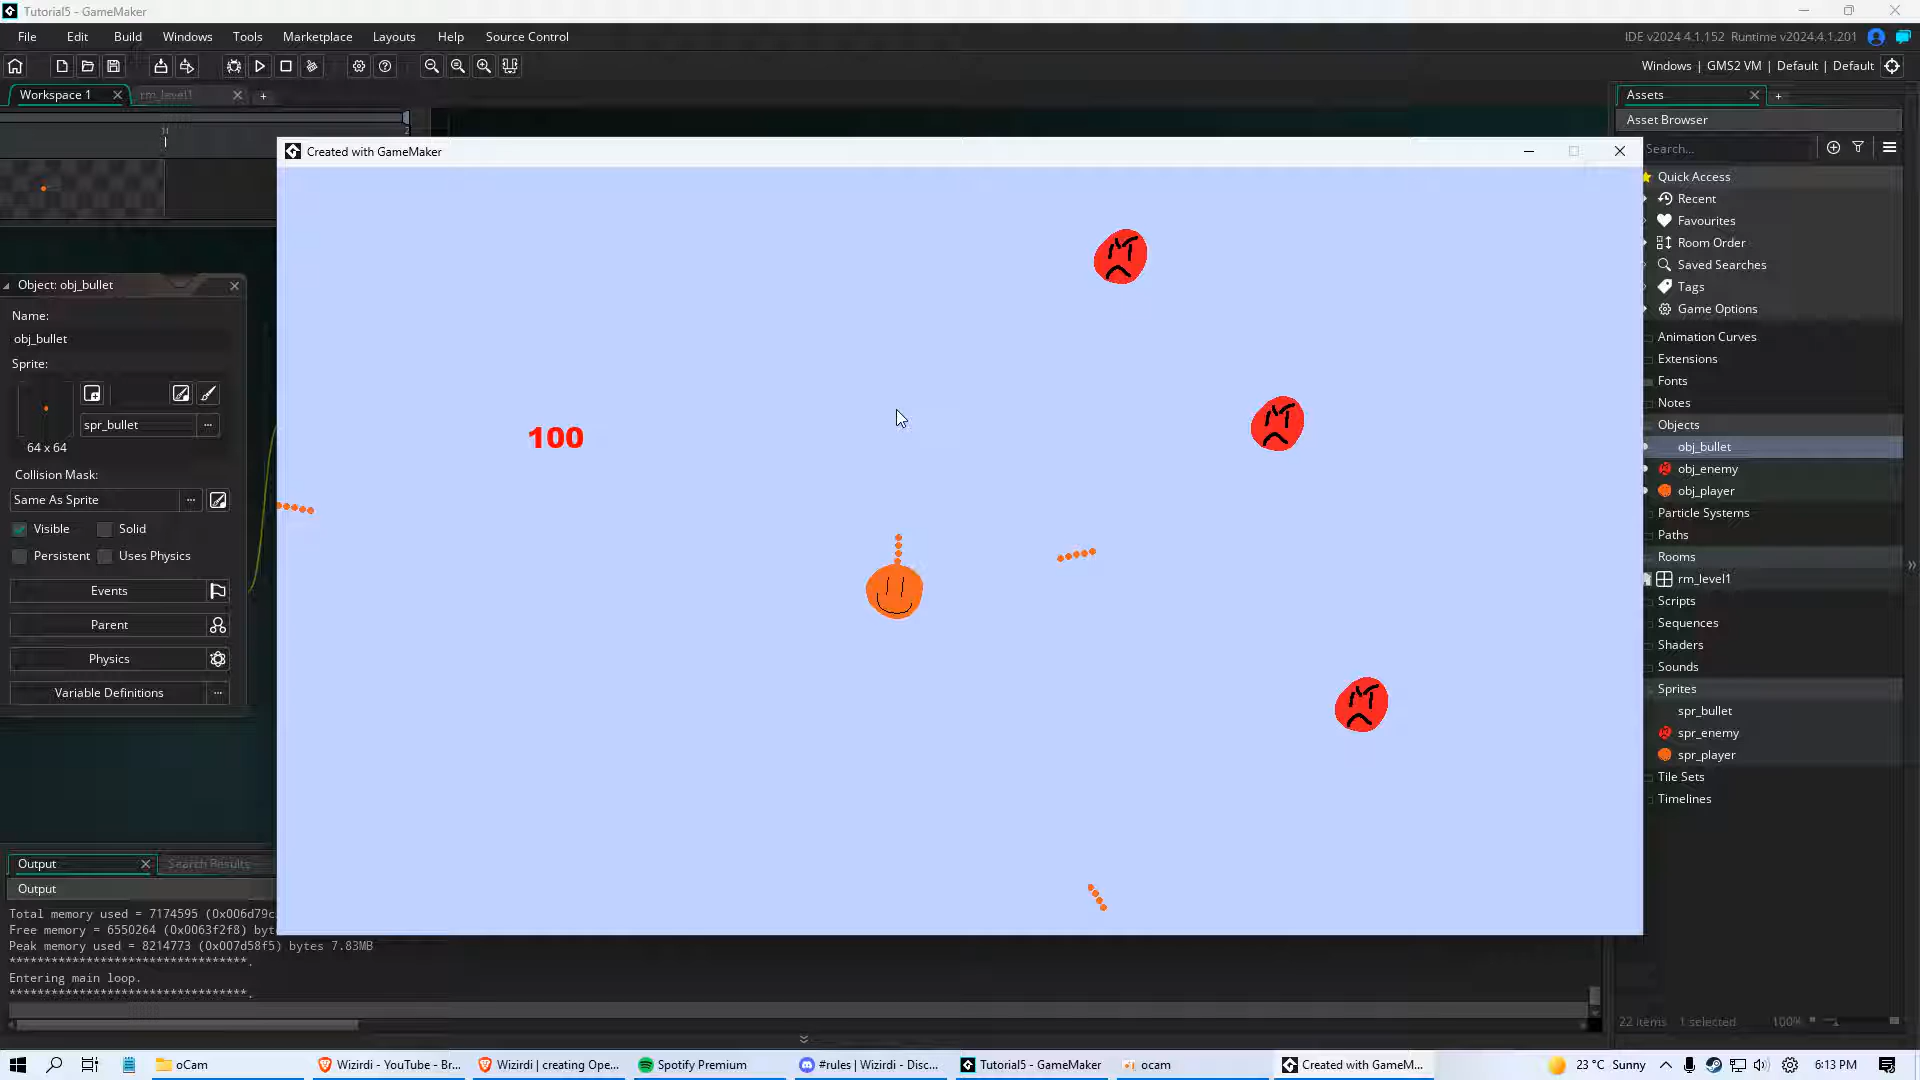 Tutorial5 - GameMaker
File Edit Build Windows Tools Marketplace Layouts Help Source Control
IDE v2024.4.1.152 Runtime v2024.4.1.201
Windows | GMS2 VM | Default | Default
Workspace 1
rm_level1
Assets
Asset Browser
Created with GameMaker
Search...
Quick Access
Recent
Favourites
Room Order
Saved Searches
Tags
Game Options
Animation Curves
Extensions
Fonts
Notes
Objects
obj_bullet
obj_enemy
obj_player
Particle Systems
Paths
Rooms
rm_level1
Scripts
Sequences
Shaders
Sounds
Sprites
spr_bullet
spr_enemy
spr_player
Tile Sets
Timelines
22 items 1 selected 100%
Object: obj_bullet
Name:
obj_bullet
Sprite:
spr_bullet
64 x 64
Collision Mask:
Same As Sprite
Visible Solid
Persistent Uses Physics
Events
Parent
Physics
Variable Definitions
100
Output Search Results
Output
Total memory used = 7174595 (0x006d79c
Free memory = 6550264 (0x0063f2f8) byt
Peak memory used = 8214773 (0x007d58f5) bytes 7.83MB
*********************************.
Entering main loop.
*********************************.
oCam
Wizirdi - YouTube - Br...
Wizirdi | creating Ope...
Spotify Premium
#rules | Wizirdi - Disc...
Tutorial5 - GameMaker
ocam
Created with GameM...
23 °C Sunny
6:13 PM